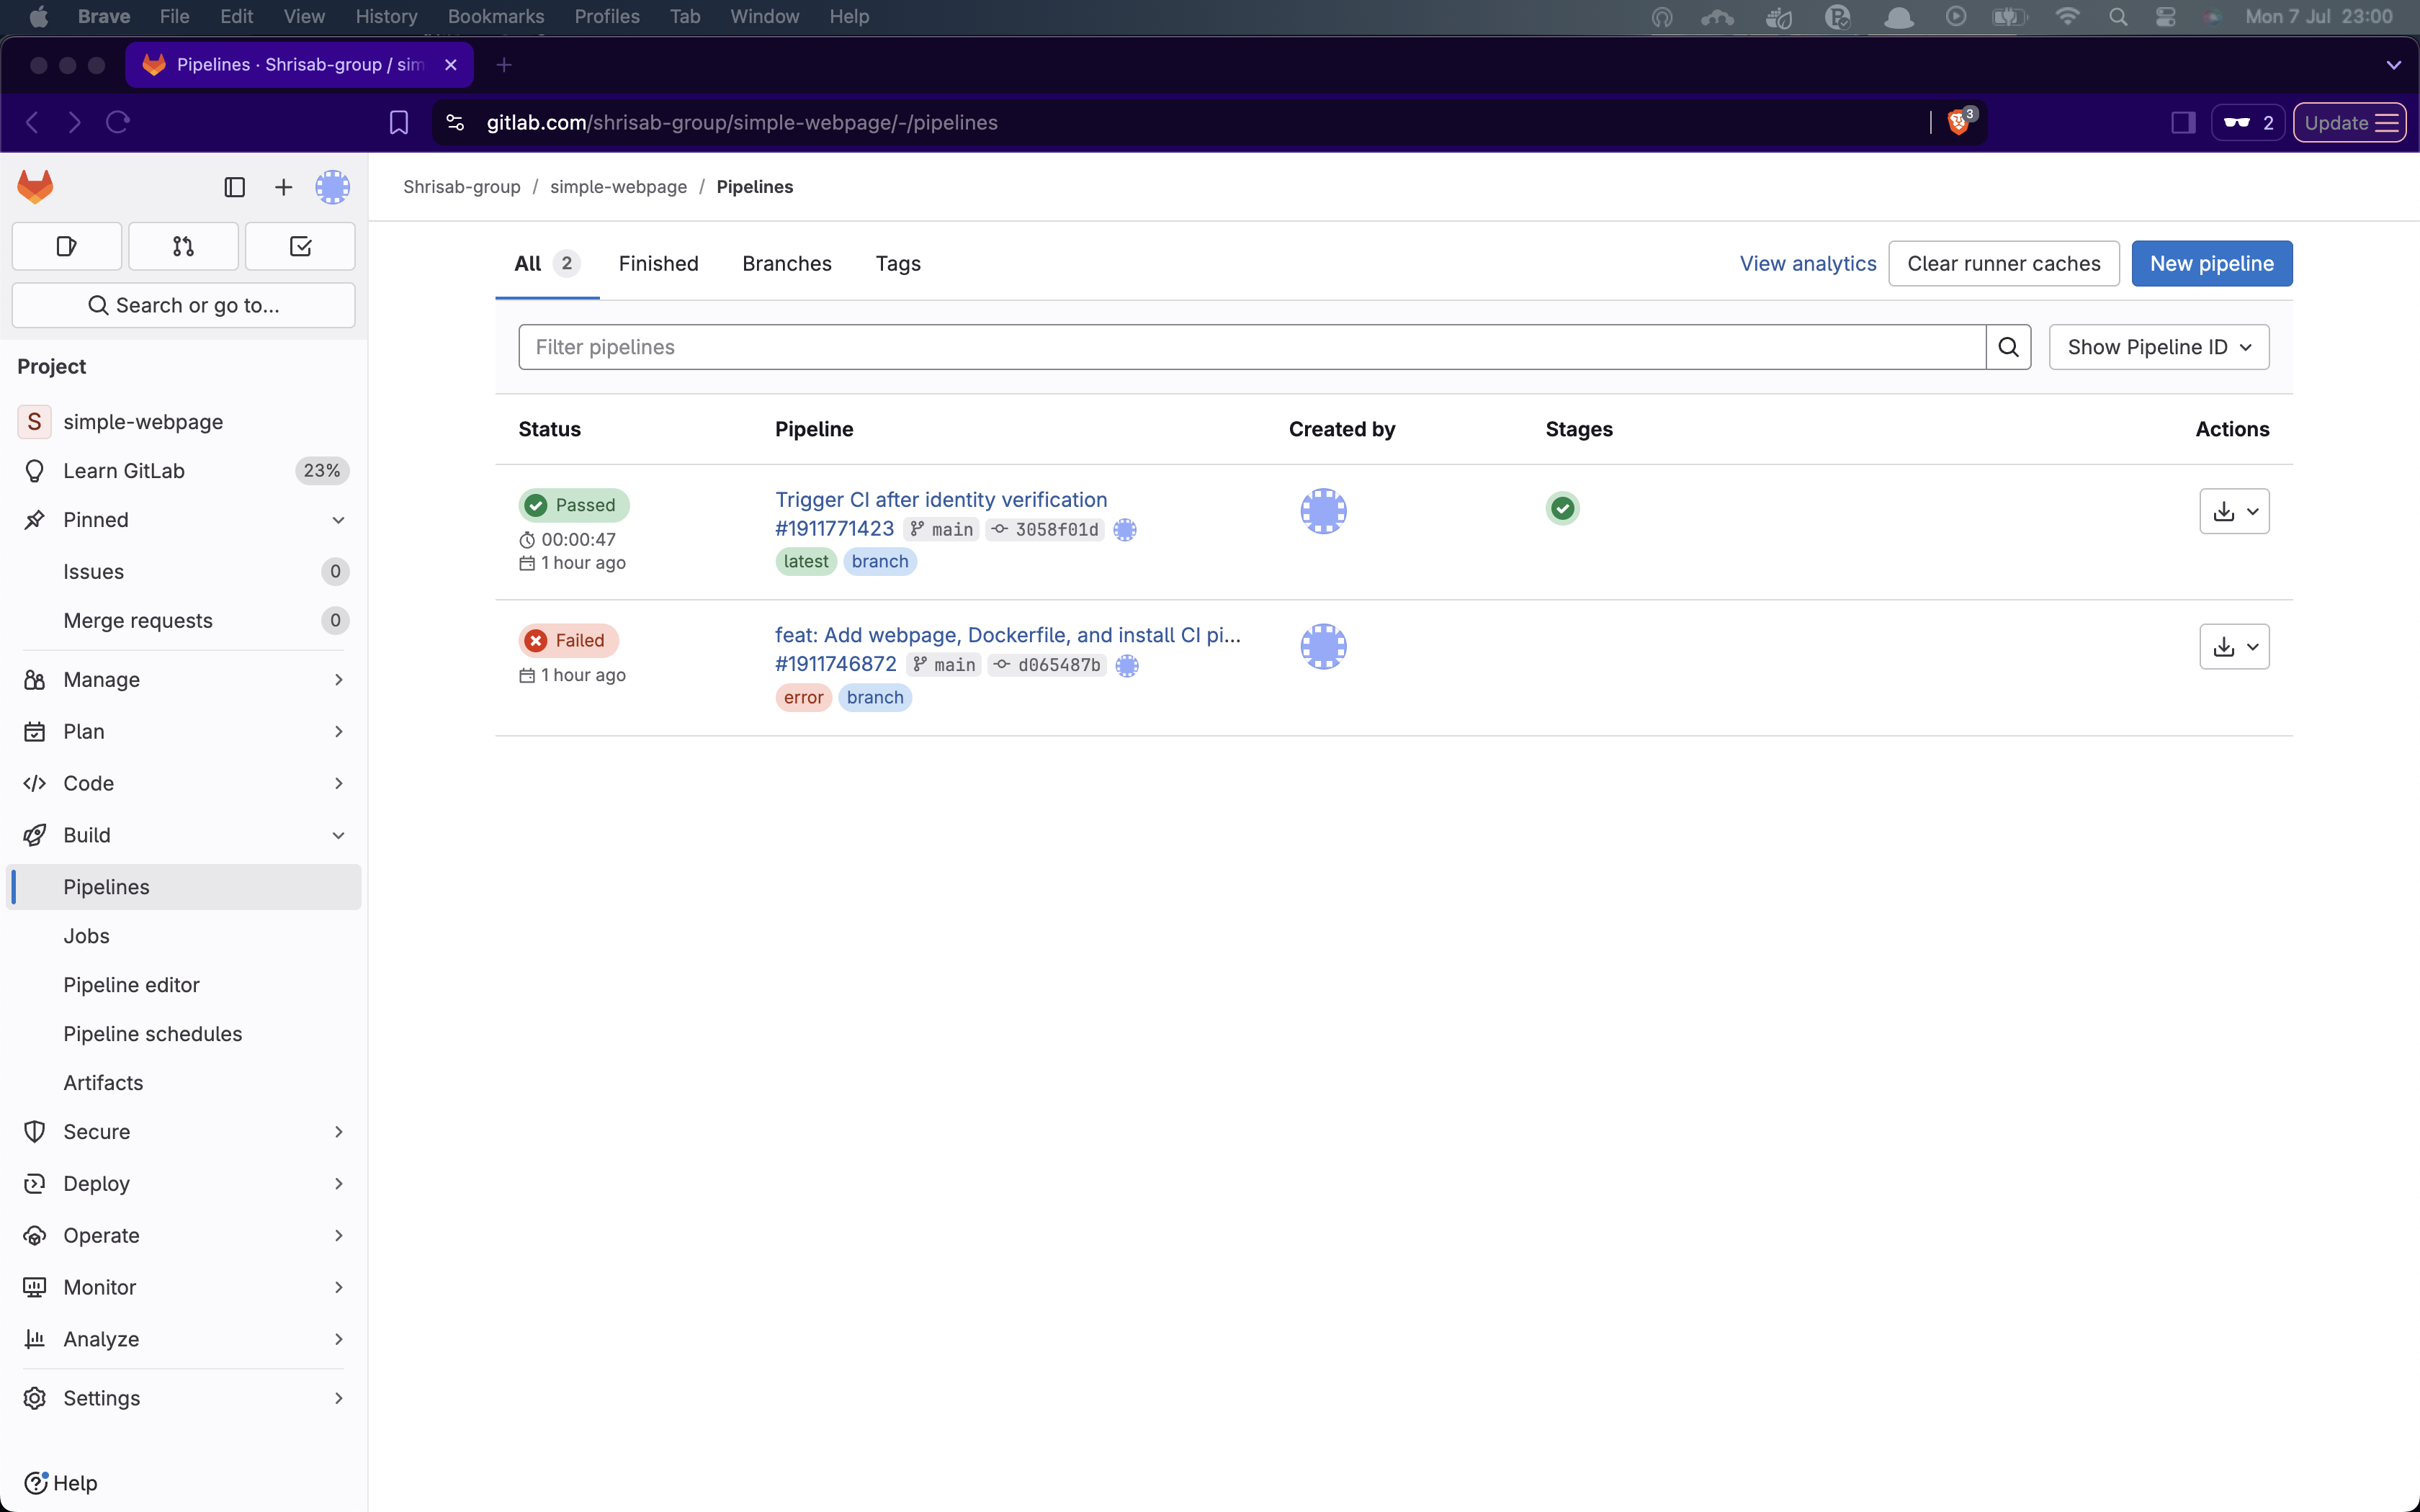 Brave File Edit View History Bookmarks Profiles Tab Window Help Mon 7 Jul 23:00
Pipelines · Shrisab-group / sim
gitlab.com/shrisab-group/simple-webpage/-/pipelines 3 2 Update
Shrisab-group / simple-webpage / Pipelines
All 2 Finished Branches Tags View analytics Clear runner caches New pipeline
Search or go to...
Filter pipelines Show Pipeline ID
Project
S simple-webpage
Learn GitLab 23%
Pinned
Issues 0
Merge requests 0
Manage
Plan
Code
Build
Pipelines
Jobs
Pipeline editor
Pipeline schedules
Artifacts
Secure
Deploy
Operate
Monitor
Analyze
Settings
Help
Status Pipeline Created by Stages Actions
Passed
00:00:47
1 hour ago
Trigger CI after identity verification
#1911771423 main 3058f01d
latest branch
Failed
1 hour ago
feat: Add webpage, Dockerfile, and install CI pi...
#1911746872 main d065487b
error branch